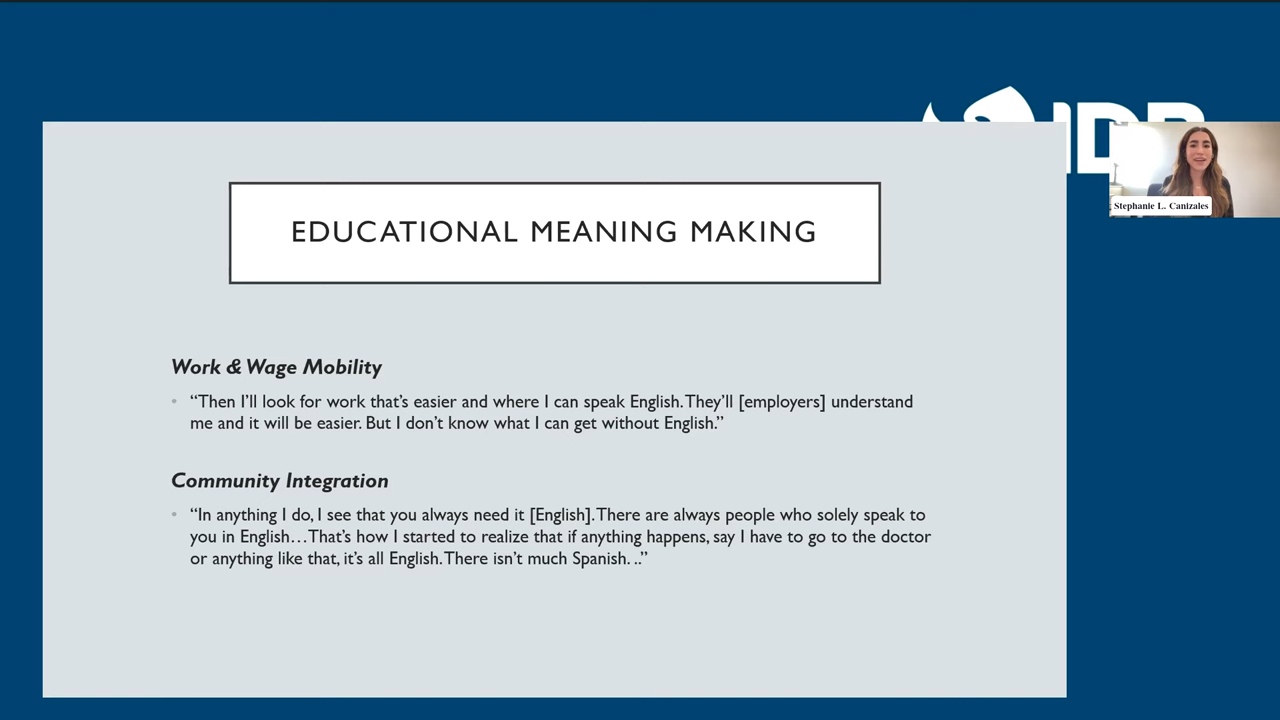 IDB
Stephanie L. Canizales
EDUCATIONAL MEANING MAKING
Work & Wage Mobility
• “Then I’ll look for work that’s easier and where I can speak English. They’ll [employers] understand
me and it will be easier. But I don’t know what I can get without English.”
Community Integration
• “In anything I do, I see that you always need it [English]. There are always people who solely speak to
you in English…That’s how I started to realize that if anything happens, say I have to go to the doctor
or anything like that, it’s all English. There isn’t much Spanish. ..”